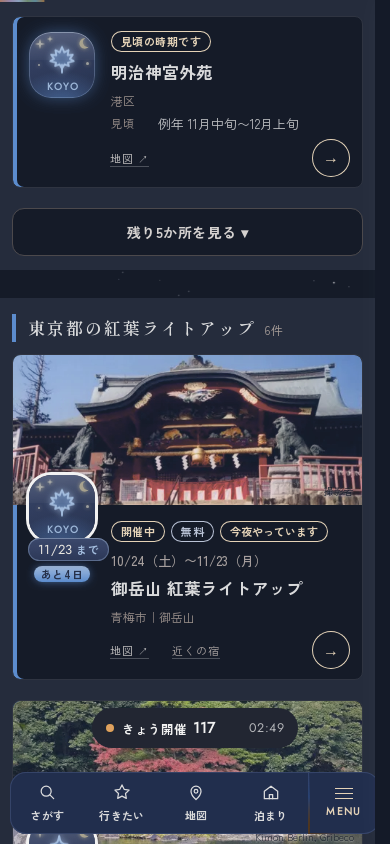 見頃の時期です
KOYO
明治神宮外苑
港区
見頃 例年 11月中旬〜12月上旬
地図 ↗
→
残り5か所を見る ▾
東京都の紅葉ライトアップ 6件
KOYO
11/23 まで
あと4日
開催中 無料 今夜やっています
10/24（土）〜11/23（月）
御岳山 紅葉ライトアップ
青梅市｜御岳山
地図 ↗ 近くの宿
→
きょう開催 117 02:49
さがす 行きたい 地図 泊まり MENU